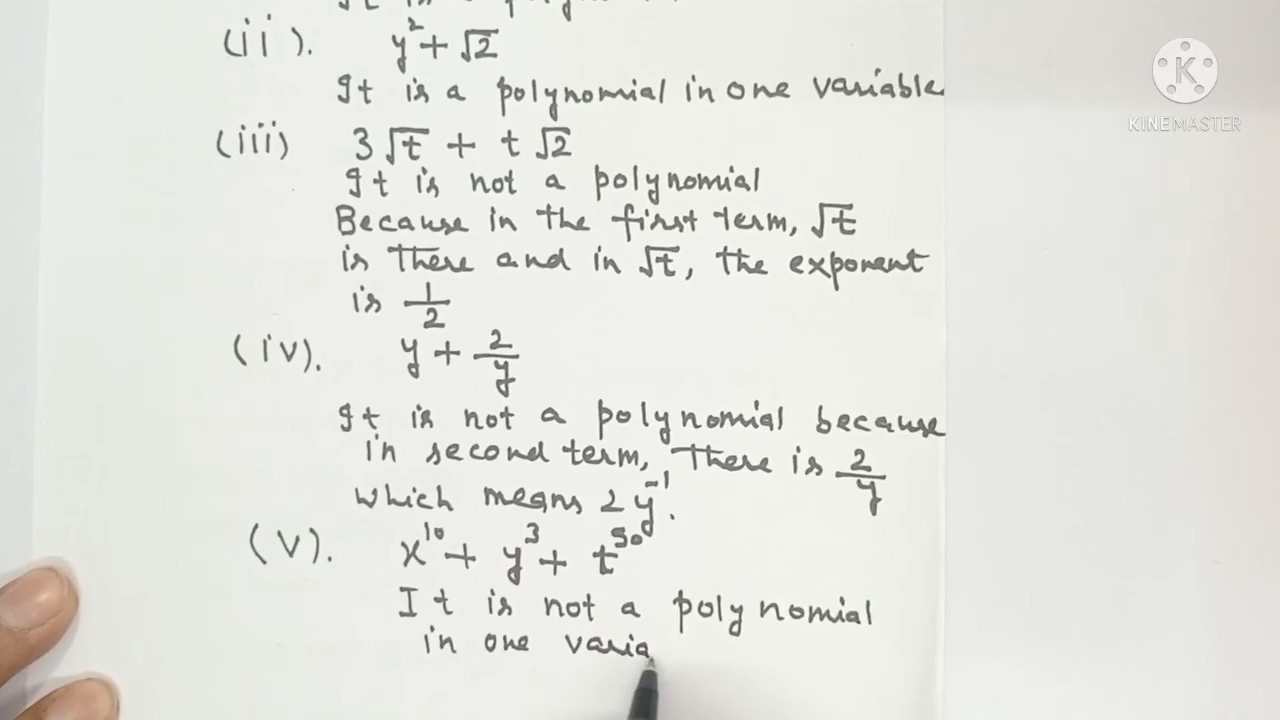 (ii). y² + √2
It is a polynomial in one variable
(iii) 3√t + t√2
It is not a polynomial
Because in the first term, √t
is there and in √t, the exponent
is 1/2
(iv). y + 2/y
It is not a polynomial because
in second term, there is 2/y
which means 2y⁻¹.
(v). x¹⁰ + y³ + t⁵⁰
It is not a polynomial
in one varia
KINEMASTER